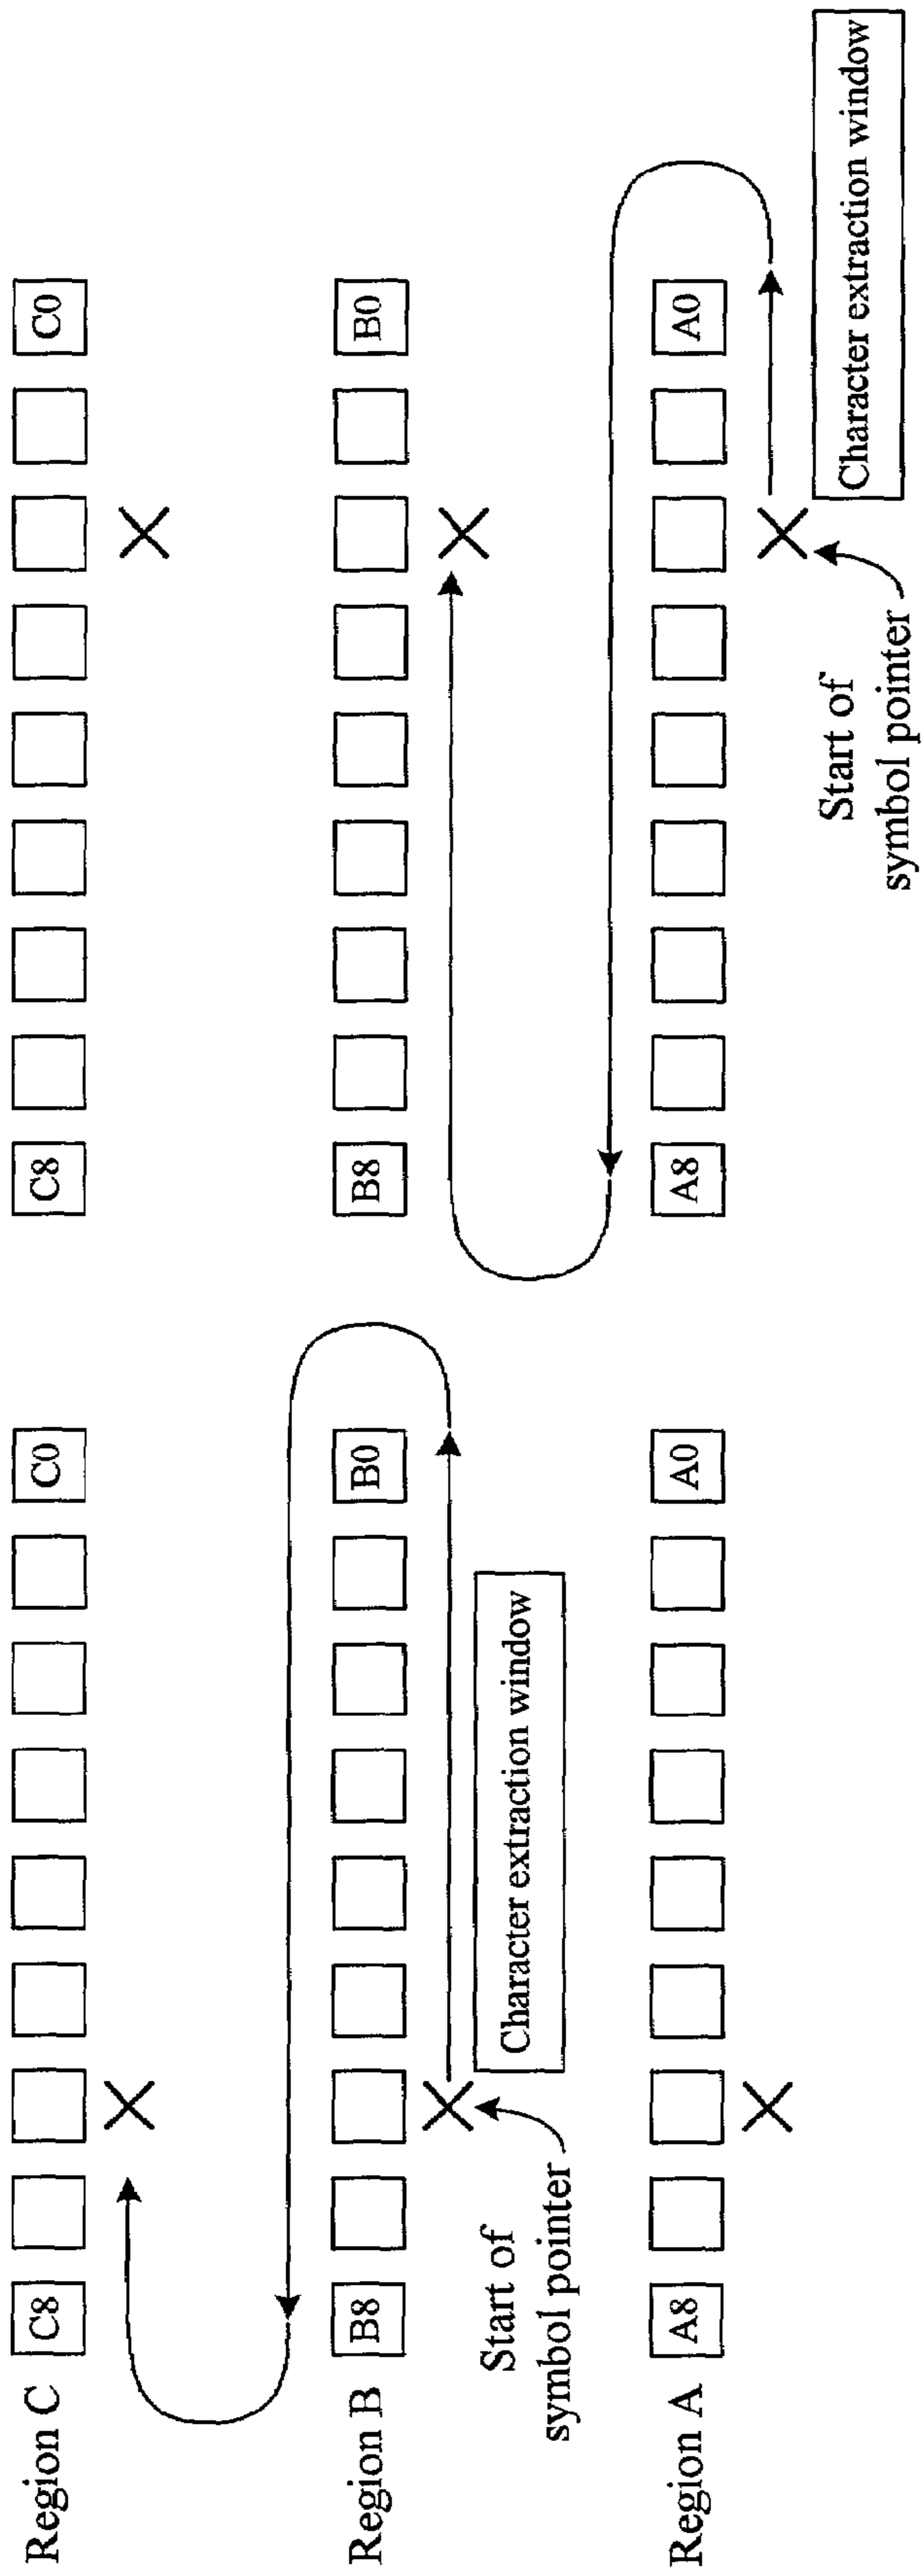 Region C
C8
C0
C8
C0
Region B
B8
B0
B8
B0
Character extraction window
Start of
symbol pointer
Region A
A8
A0
A8
A0
Character extraction window
Start of
symbol pointer